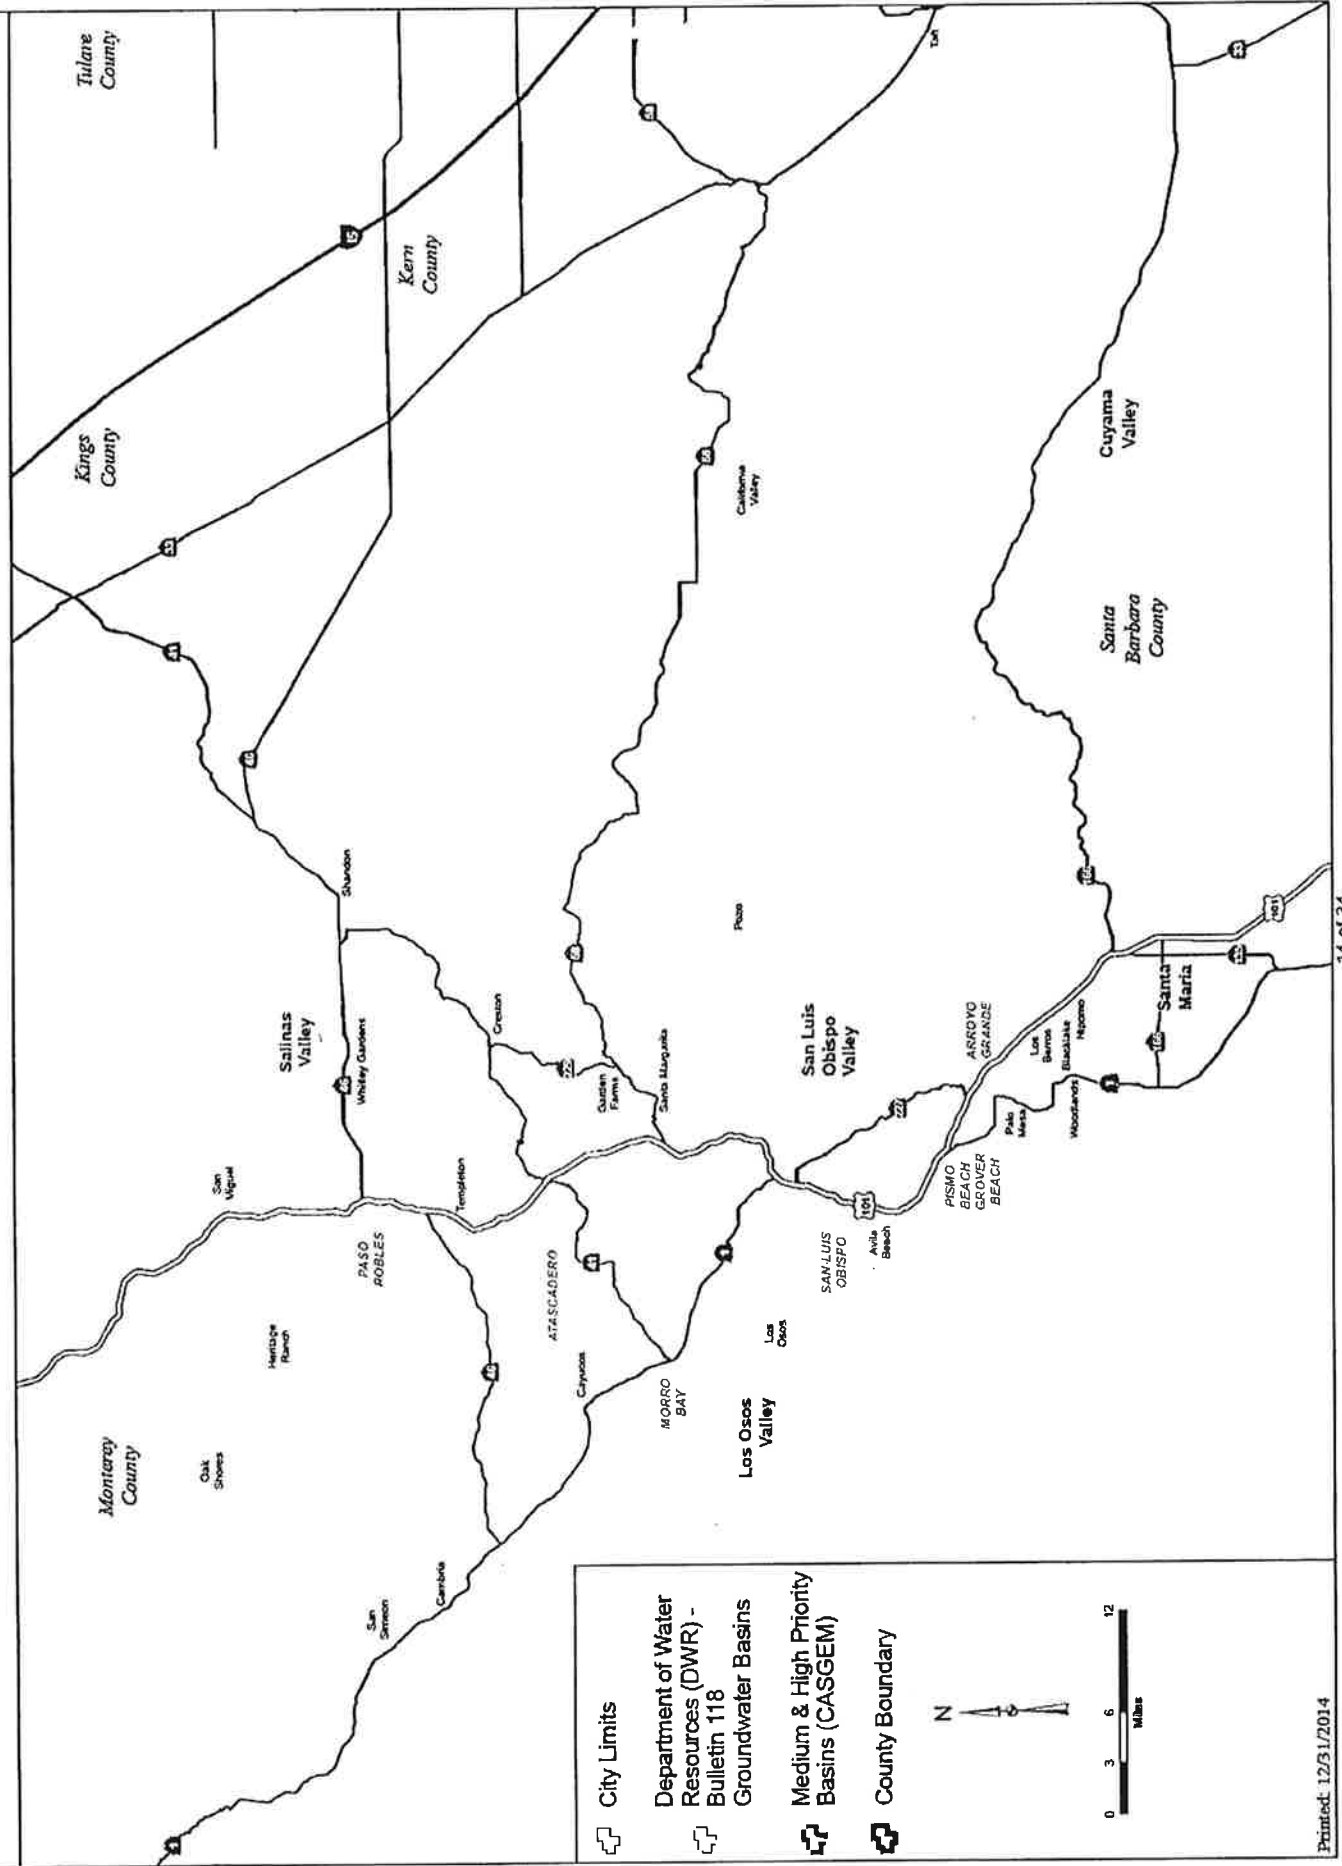 Tulare
County
Kings
County
Kern
County
Monterey
County
Santa
Barbara
County
Salinas
Valley
San Luis
Obispo
Valley
Los Osos
Valley
Cuyama
Valley
Santa
Maria
San
Miguel
Heritage
Ranch
Oak
Shores
San
Simeon
Cambria
Cayucos
PASO
ROBLES
Templeton
ATASCADERO
Whitley Gardens
Shandon
Creston
Garden
Farms
Santa Margarita
Pozo
California
Valley
Taft
MORRO
BAY
Los
Osos
SAN LUIS
OBISPO
Avila
Beach
PISMO
BEACH
GROVER
BEACH
ARROYO
GRANDE
Palo
Mesa
Los
Berros
Blacklake
Nipomo
Woodlands
101
101
City Limits
Department of Water
Resources (DWR) -
Bulletin 118
Groundwater Basins
Medium & High Priority
Basins (CASGEM)
County Boundary
N
0 3 6 12
Miles
Printed: 12/31/2014